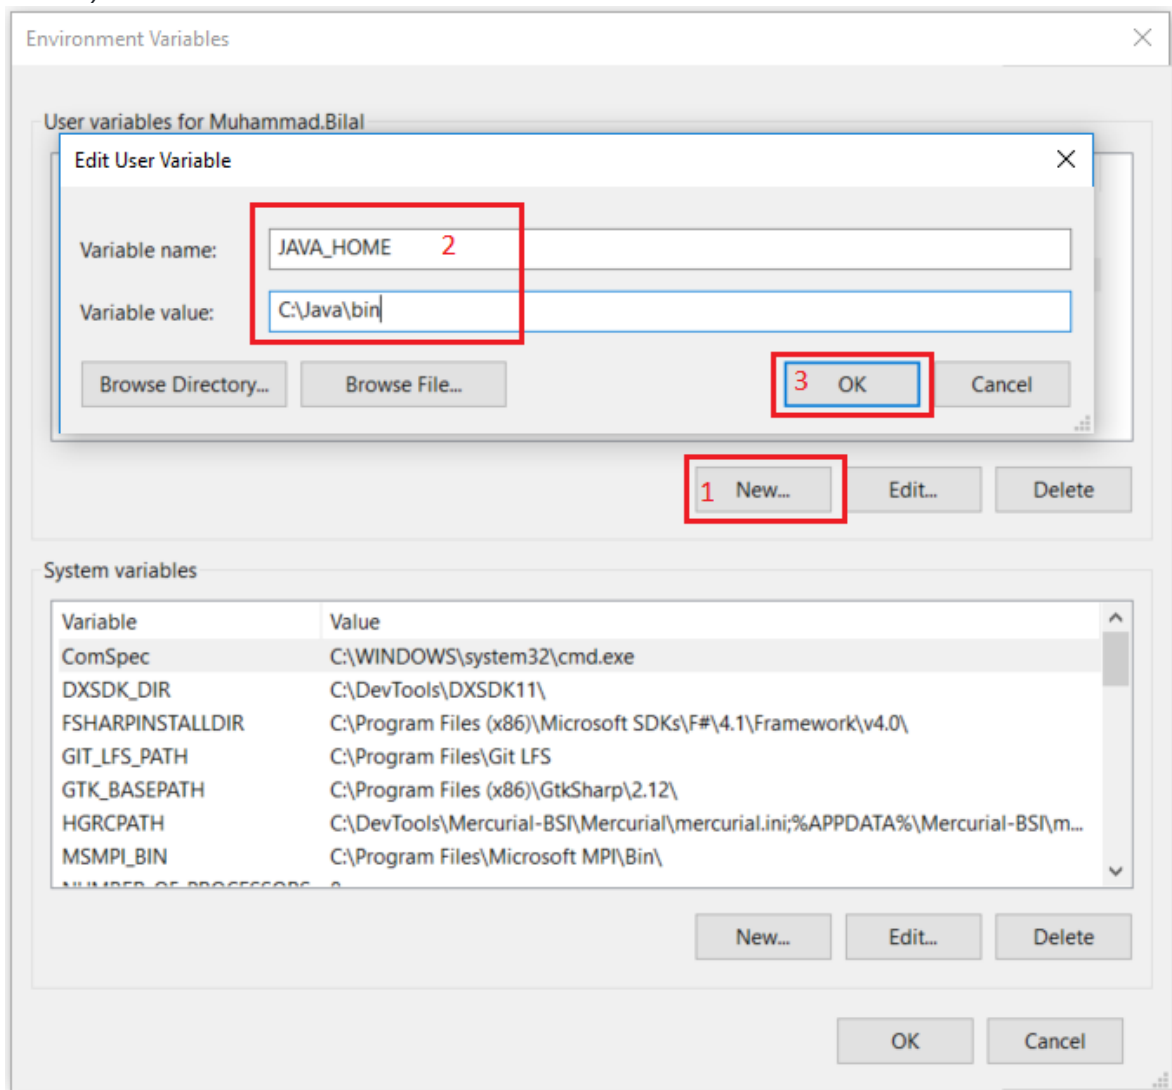 Environment Variables
User variables for Muhammad.Bilal
Edit User Variable
Variable name: JAVA_HOME 2
Variable value: C:\Java\bin
Browse Directory... Browse File... 3 OK Cancel
1 New... Edit... Delete
System variables
Variable Value
ComSpec C:\WINDOWS\system32\cmd.exe
DXSDK_DIR C:\DevTools\DXSDK11\
FSHARPINSTALLDIR C:\Program Files (x86)\Microsoft SDKs\F#\4.1\Framework\v4.0\
GIT_LFS_PATH C:\Program Files\Git LFS
GTK_BASEPATH C:\Program Files (x86)\GtkSharp\2.12\
HGRCPATH C:\DevTools\Mercurial-BSI\Mercurial\mercurial.ini;%APPDATA%\Mercurial-BSI\m...
MSMPI_BIN C:\Program Files\Microsoft MPI\Bin\
NUMBER_OF_PROCESSORS
New... Edit... Delete
OK Cancel